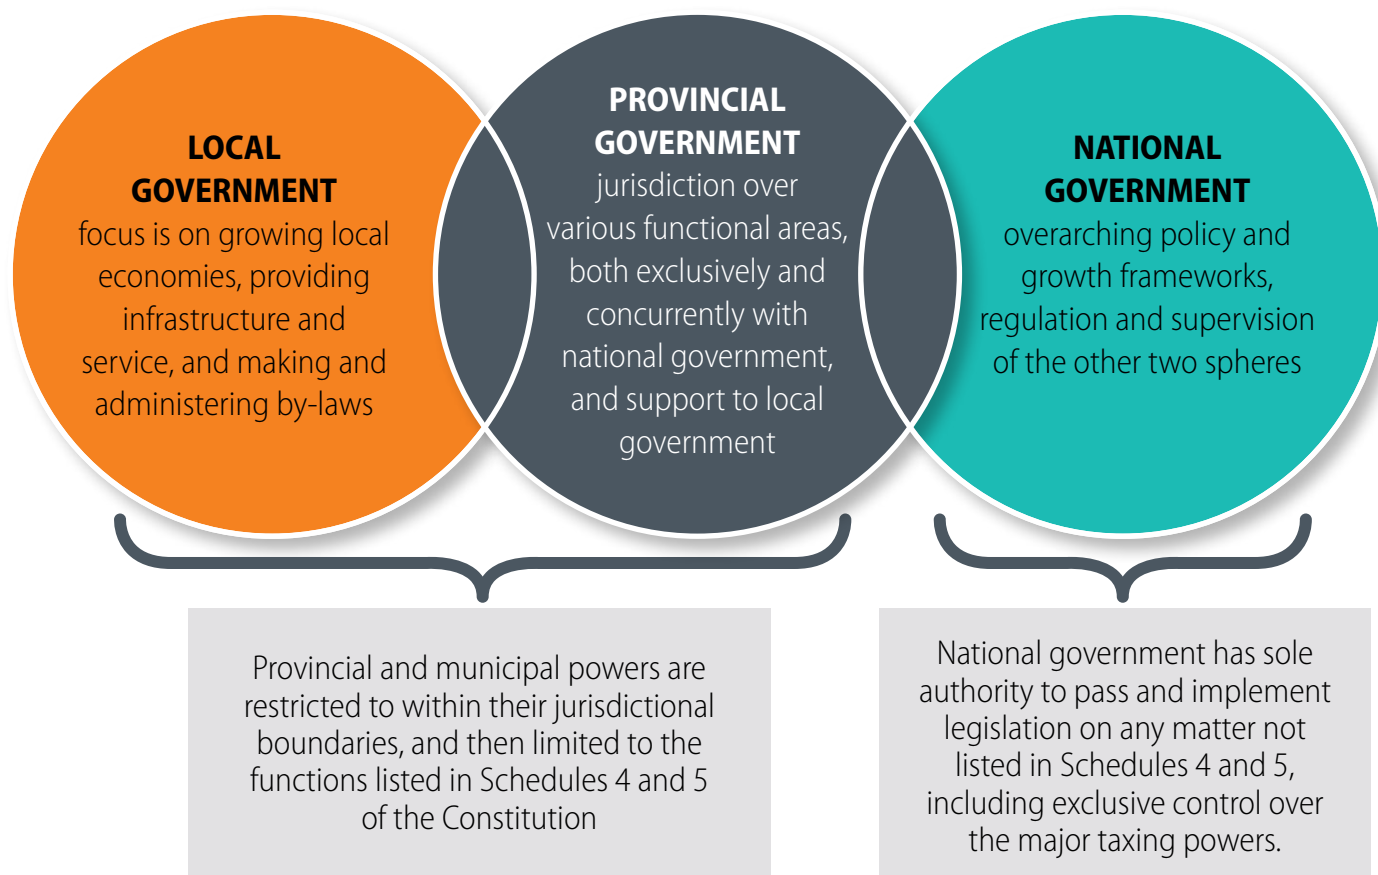 LOCAL
GOVERNMENT
focus is on growing local
economies, providing
infrastructure and
service, and making and
administering by-laws
PROVINCIAL
GOVERNMENT
jurisdiction over
various functional areas,
both exclusively and
concurrently with
national government,
and support to local
government
NATIONAL
GOVERNMENT
overarching policy and
growth frameworks,
regulation and supervision
of the other two spheres
Provincial and municipal powers are
restricted to within their jurisdictional
boundaries, and then limited to the
functions listed in Schedules 4 and 5
of the Constitution
National government has sole
authority to pass and implement
legislation on any matter not
listed in Schedules 4 and 5,
including exclusive control over
the major taxing powers.